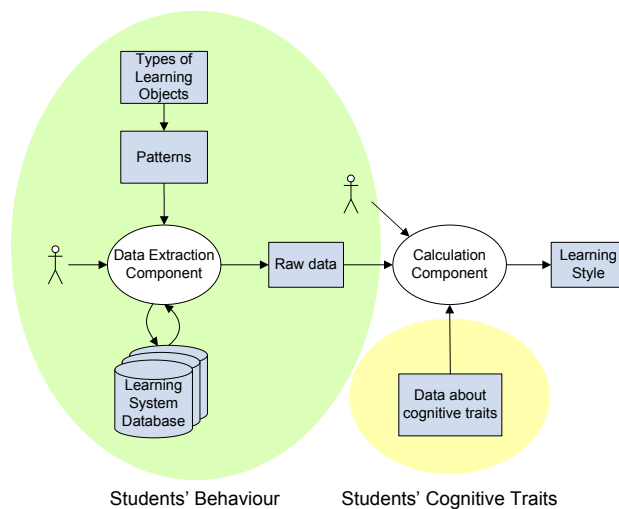 Types of
Learning
Objects
Patterns
Data Extraction
Component
Raw data
Calculation
Component
Learning
Style
Learning
System
Database
Data about
cognitive traits
Students' Behaviour
Students' Cognitive Traits